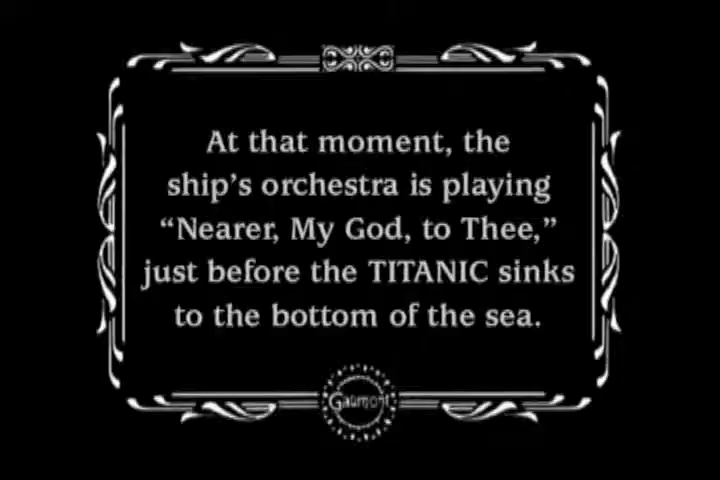 At that moment, the
ship’s orchestra is playing
“Nearer, My God, to Thee,”
just before the TITANIC sinks
to the bottom of the sea.
Gaumont